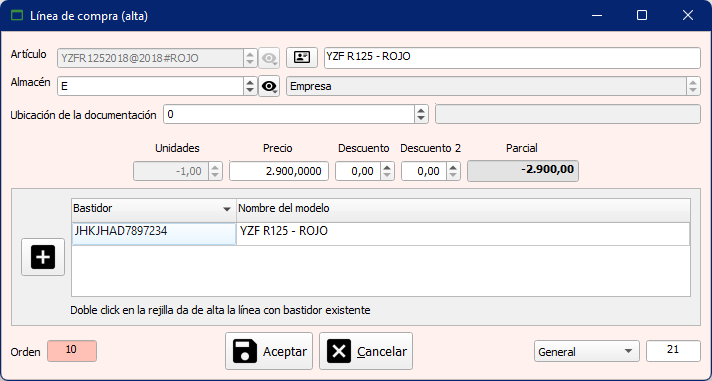 Línea de compra (alta)
Artículo YZFR1252018@2018#ROJO YZF R125 - ROJO
Almacén E Empresa
Ubicación de la documentación 0
Unidades Precio Descuento Descuento 2 Parcial
-1,00 2.900,0000 0,00 0,00 -2.900,00
Bastidor Nombre del modelo
JHKJHAD7897234 YZF R125 - ROJO
Doble click en la rejilla da de alta la línea con bastidor existente
Orden 10 Aceptar Cancelar General 21